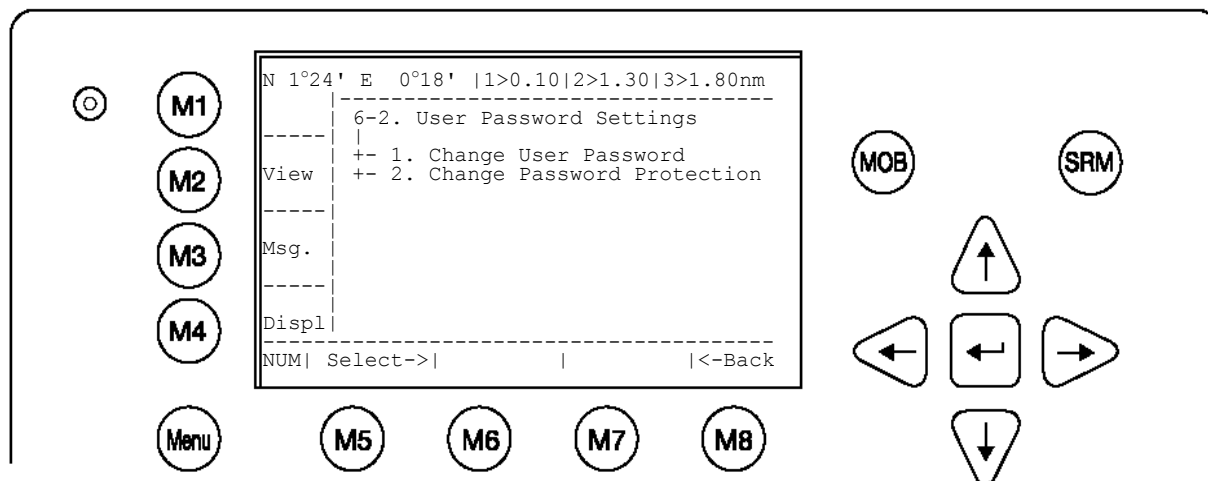 N 1°24' E 0°18' |1>0.10|2>1.30|3>1.80nm
M1
6-2. User Password Settings
MOB
SRM
+- 1. Change User Password
M2
View | +- 2. Change Password Protection
M3
Msg.
M4
Displ|
NUM| Select->| | |<-Back
Menu
M5
M6
M7
M8